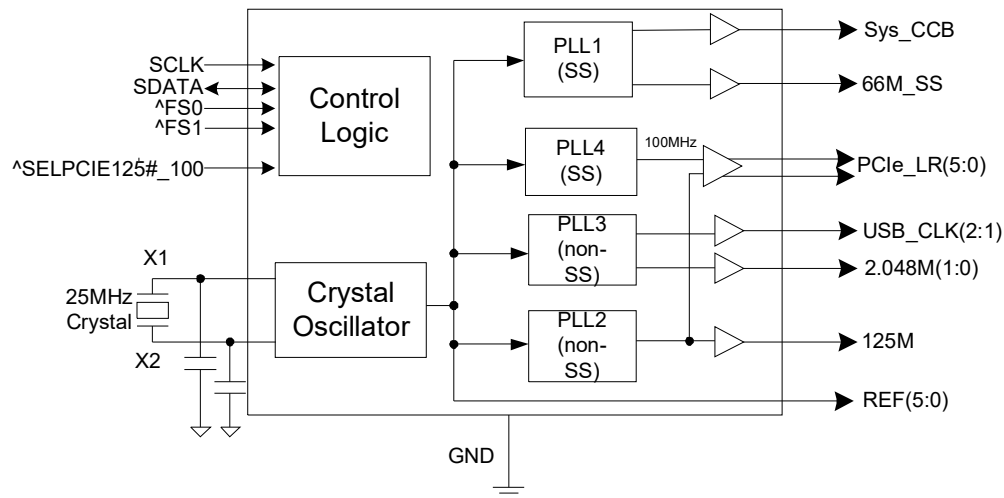 SCLK
SDATA
^FS0
^FS1
^SELPCIE125#_100
Control
Logic
X1
25MHz
Crystal
X2
Crystal
Oscillator
PLL1
(SS)
PLL4
(SS)
100MHz
PLL3
(non-
SS)
PLL2
(non-
SS)
Sys_CCB
66M_SS
PCIe_LR(5:0)
USB_CLK(2:1)
2.048M(1:0)
125M
REF(5:0)
GND